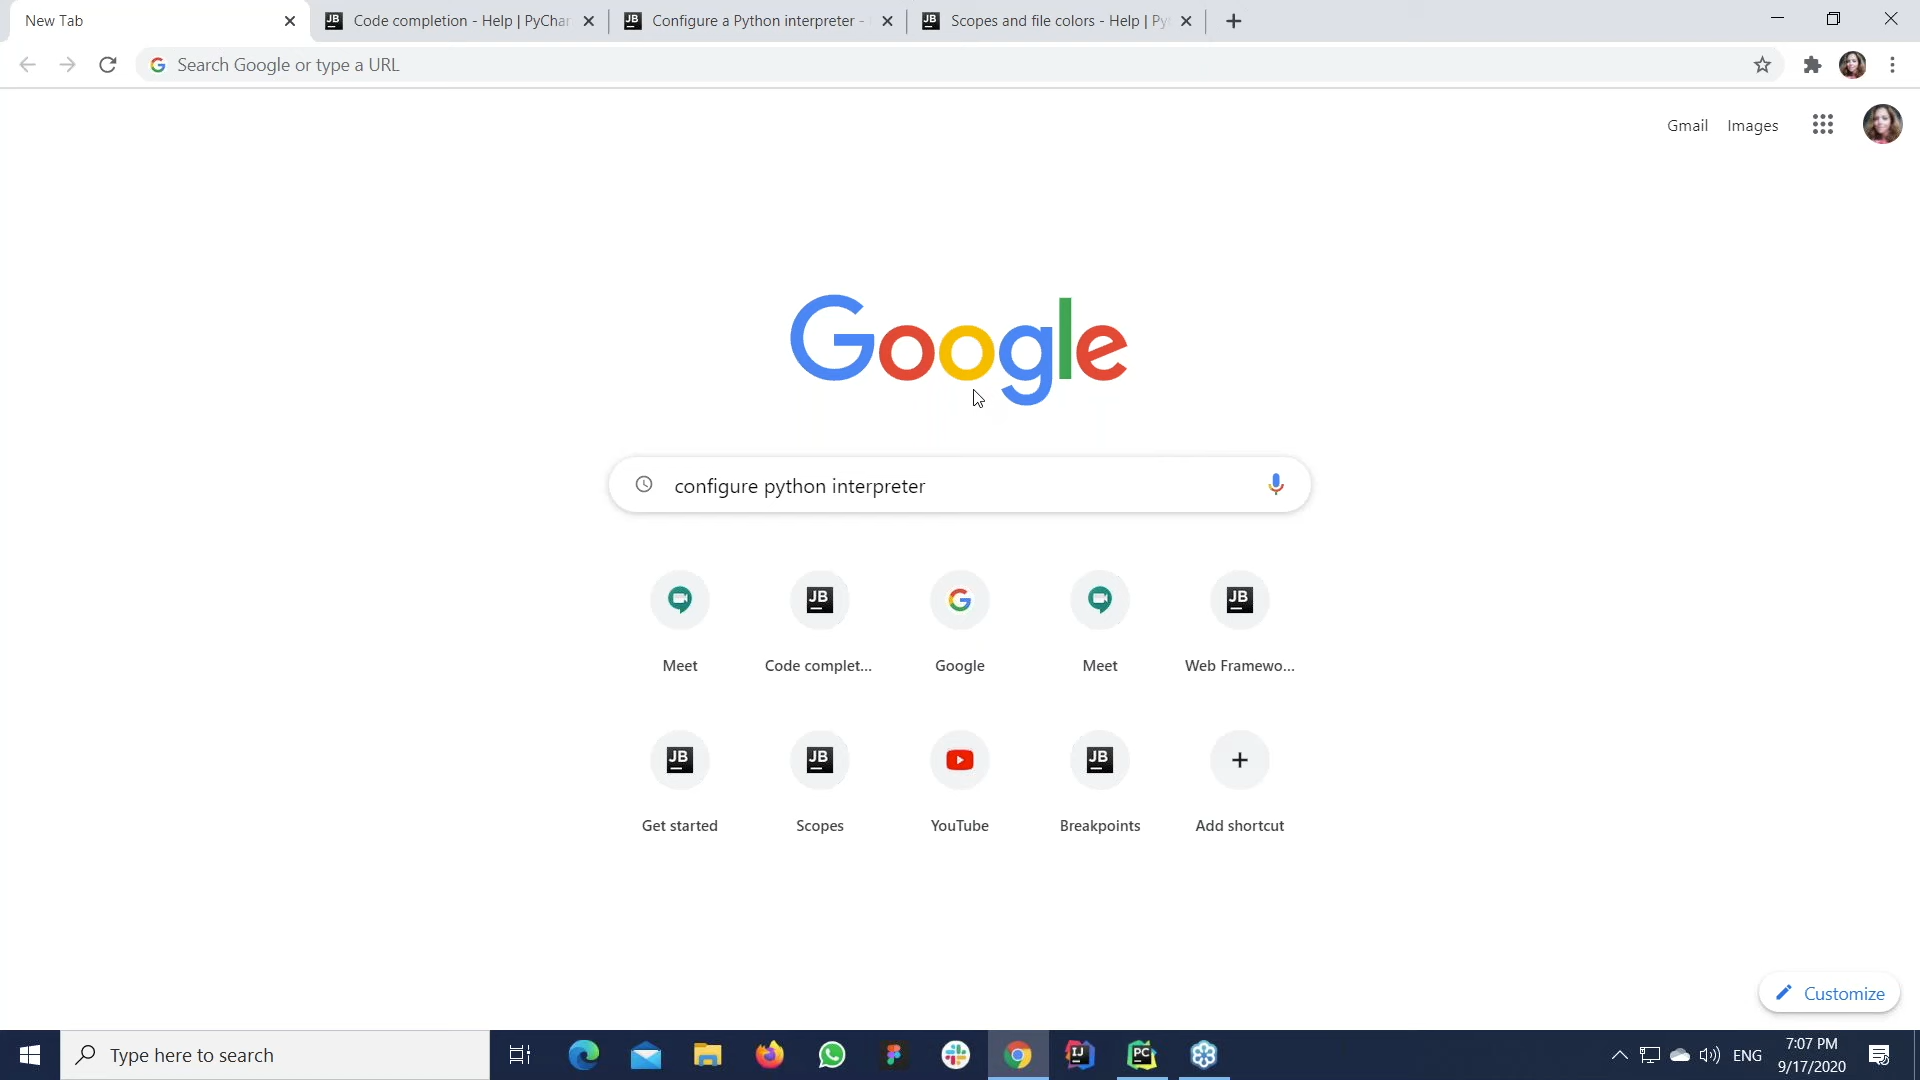 New Tab
Code completion - Help | PyChar
Configure a Python interpreter -
Scopes and file colors - Help | Py
Search Google or type a URL
Gmail
Images
Google
configure python interpreter
Meet
Code complet...
Google
Meet
Web Framewo...
Get started
Scopes
YouTube
Breakpoints
Add shortcut
Customize
Type here to search
ENG
7:07 PM
9/17/2020